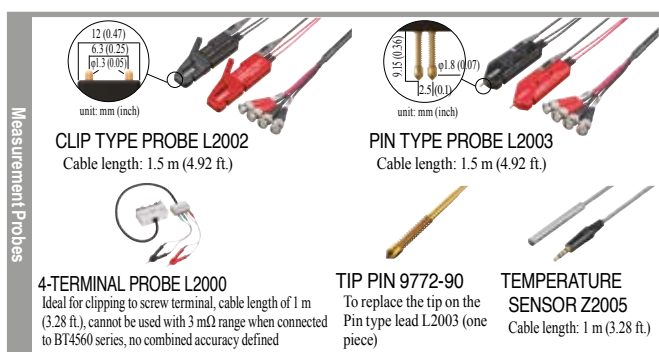 Measurement Probes
12 (0.47)
6.3 (0.25)
φ1.3 (0.05)
unit: mm (inch)
CLIP TYPE PROBE L2002
Cable length: 1.5 m (4.92 ft.)
9.15 (0.36)
φ1.8 (0.07)
2.5 (0.1)
unit: mm (inch)
PIN TYPE PROBE L2003
Cable length: 1.5 m (4.92 ft.)
4-TERMINAL PROBE L2000
Ideal for clipping to screw terminal, cable length of 1 m
(3.28 ft.), cannot be used with 3 mΩ range when connected
to BT4560 series, no combined accuracy defined
TIP PIN 9772-90
To replace the tip on the
Pin type lead L2003 (one
piece)
TEMPERATURE
SENSOR Z2005
Cable length: 1 m (3.28 ft.)